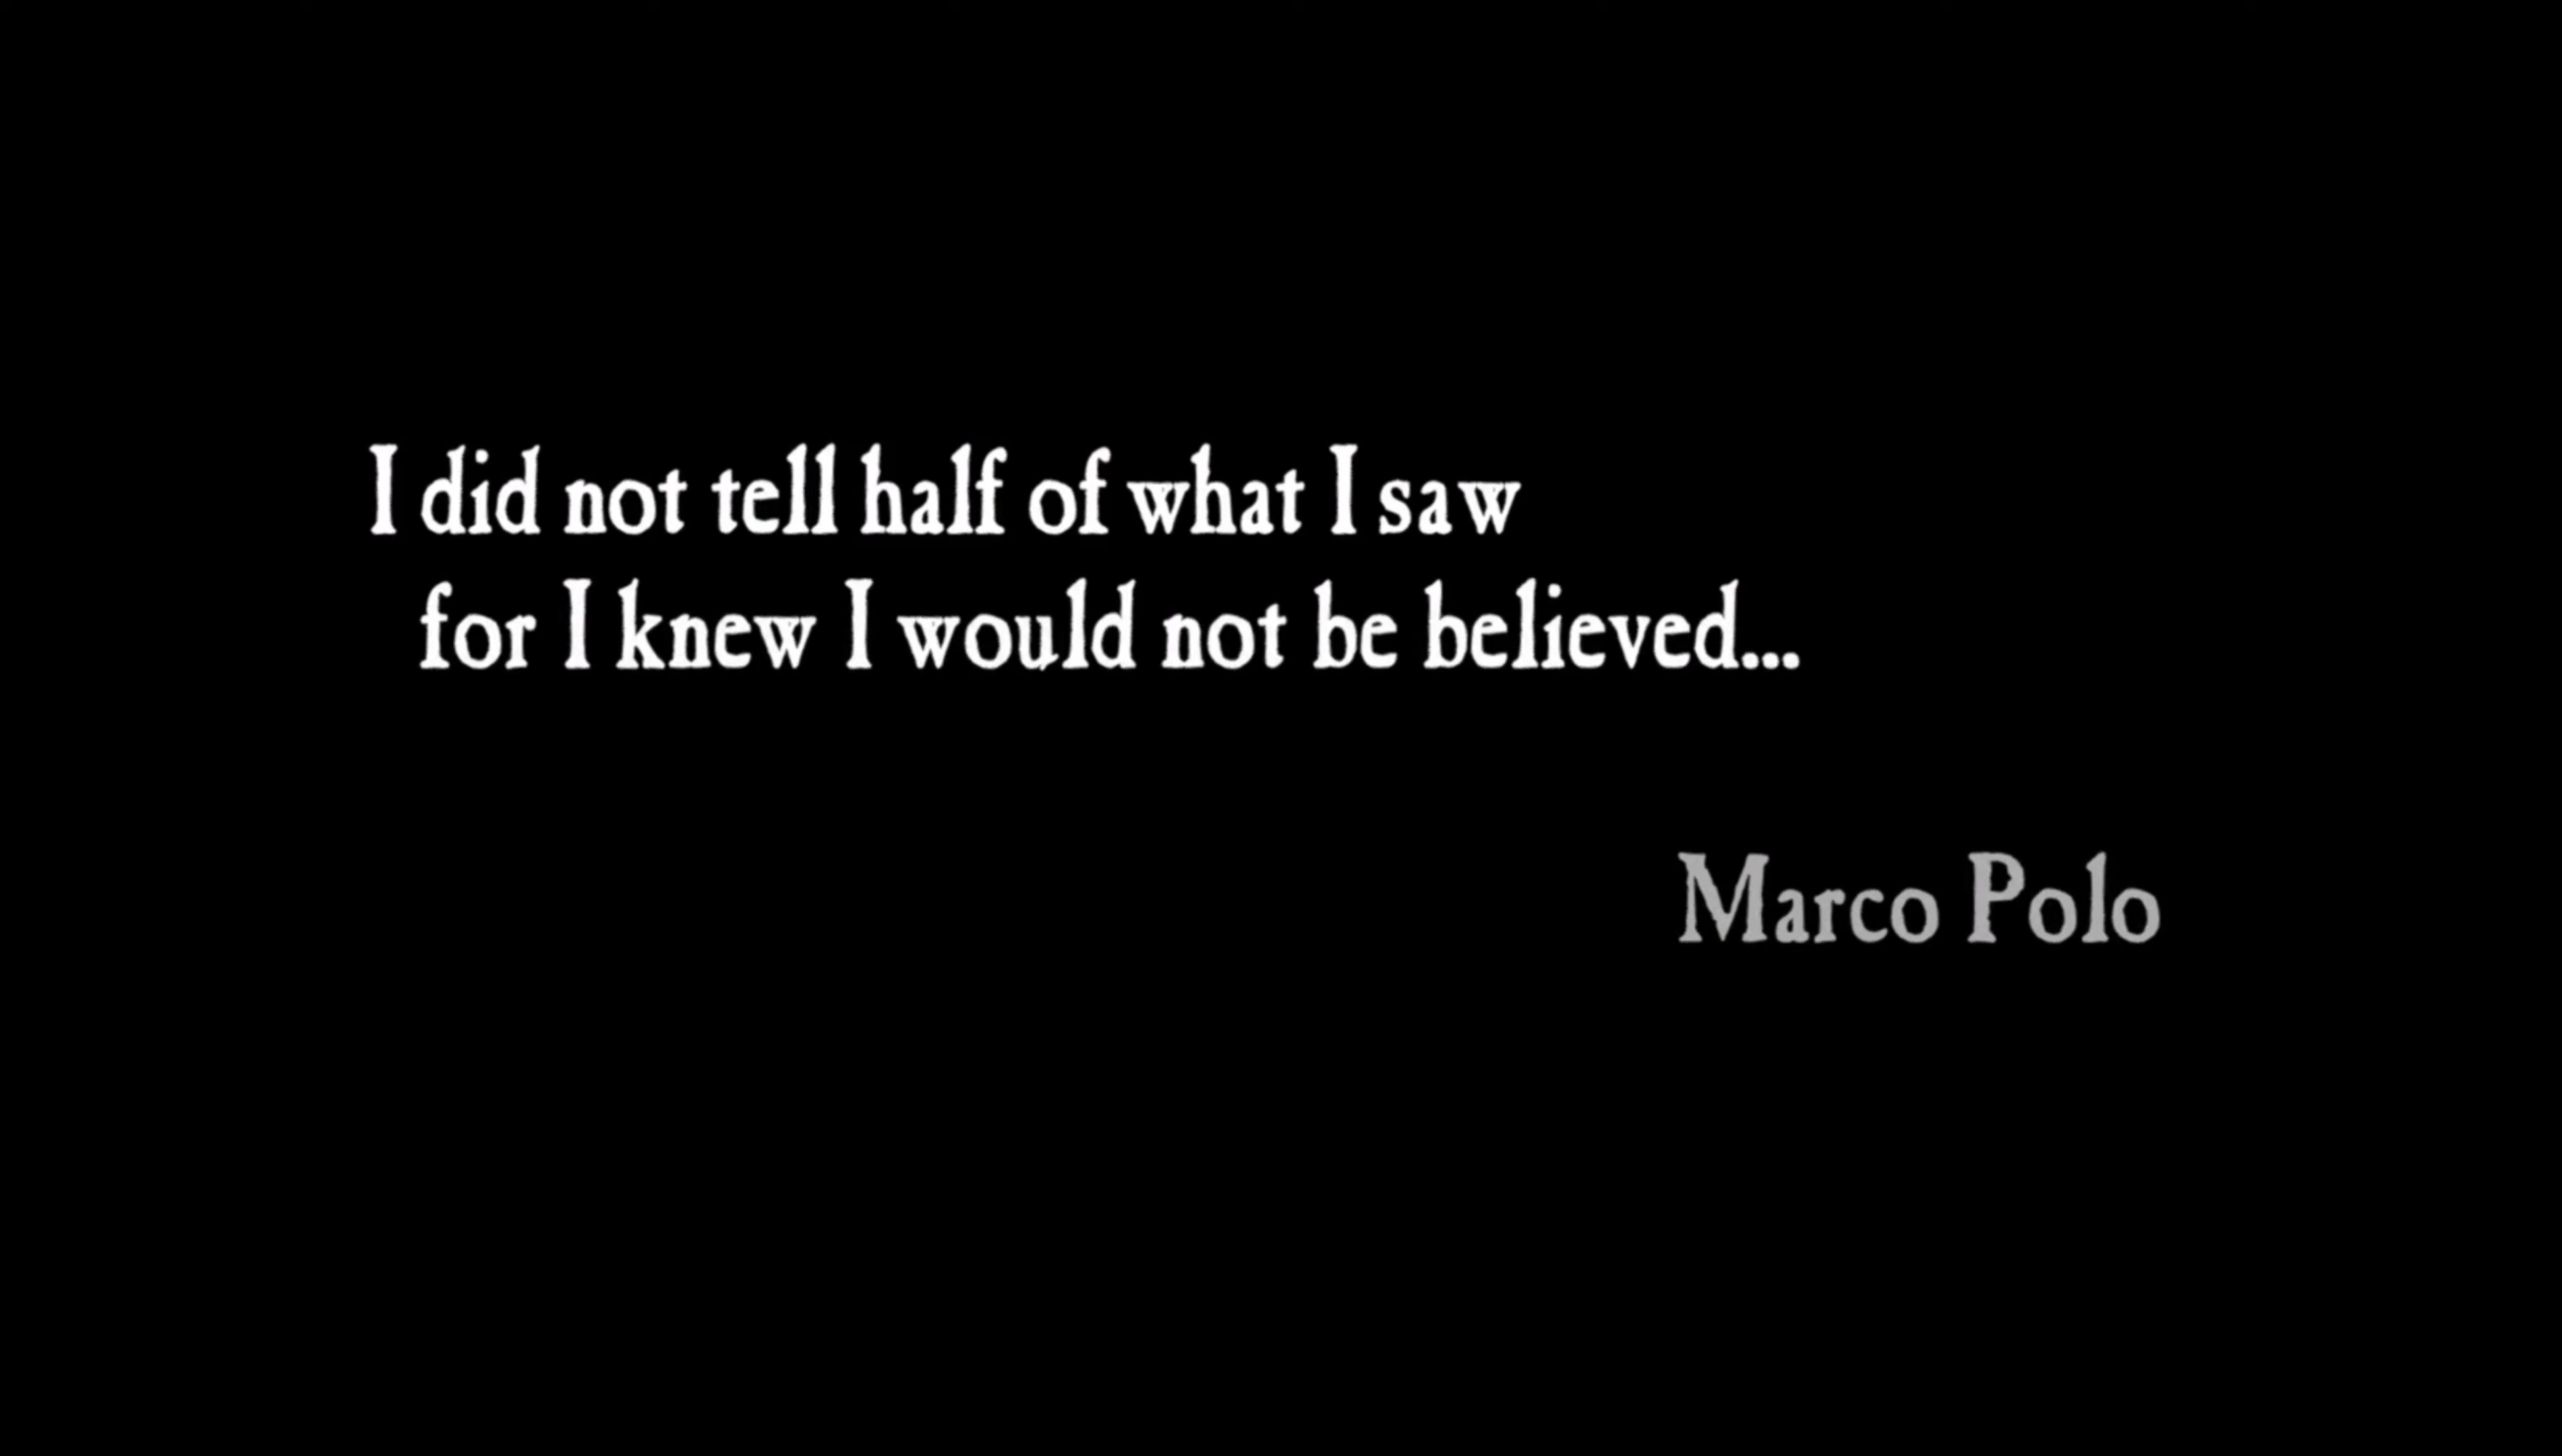 I did not tell half of what I saw
for I knew I would not be believed...
Marco Polo